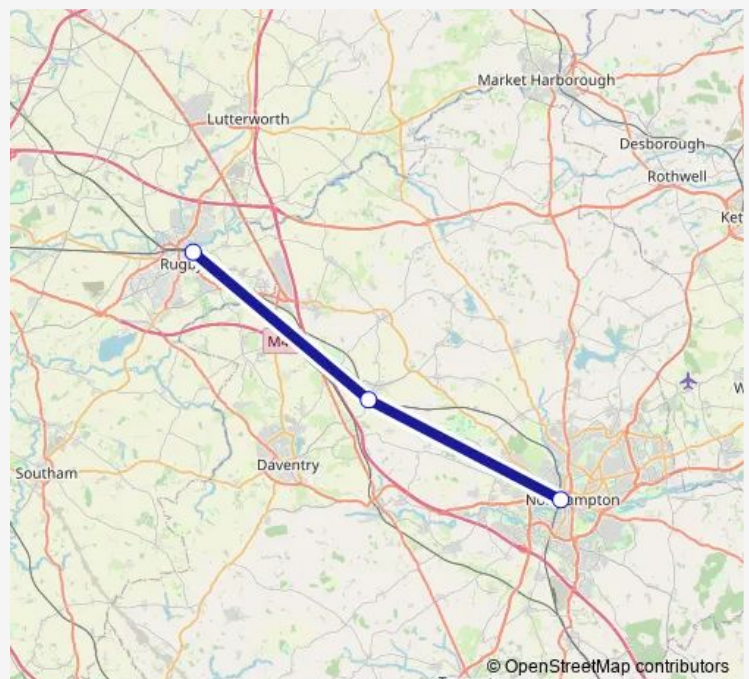 Market Harborough
Lutterworth
Desborough
Rothwell
Ket
Rugby
M4
W
Daventry
Southam
Northampton
© OpenStreetMap contributors